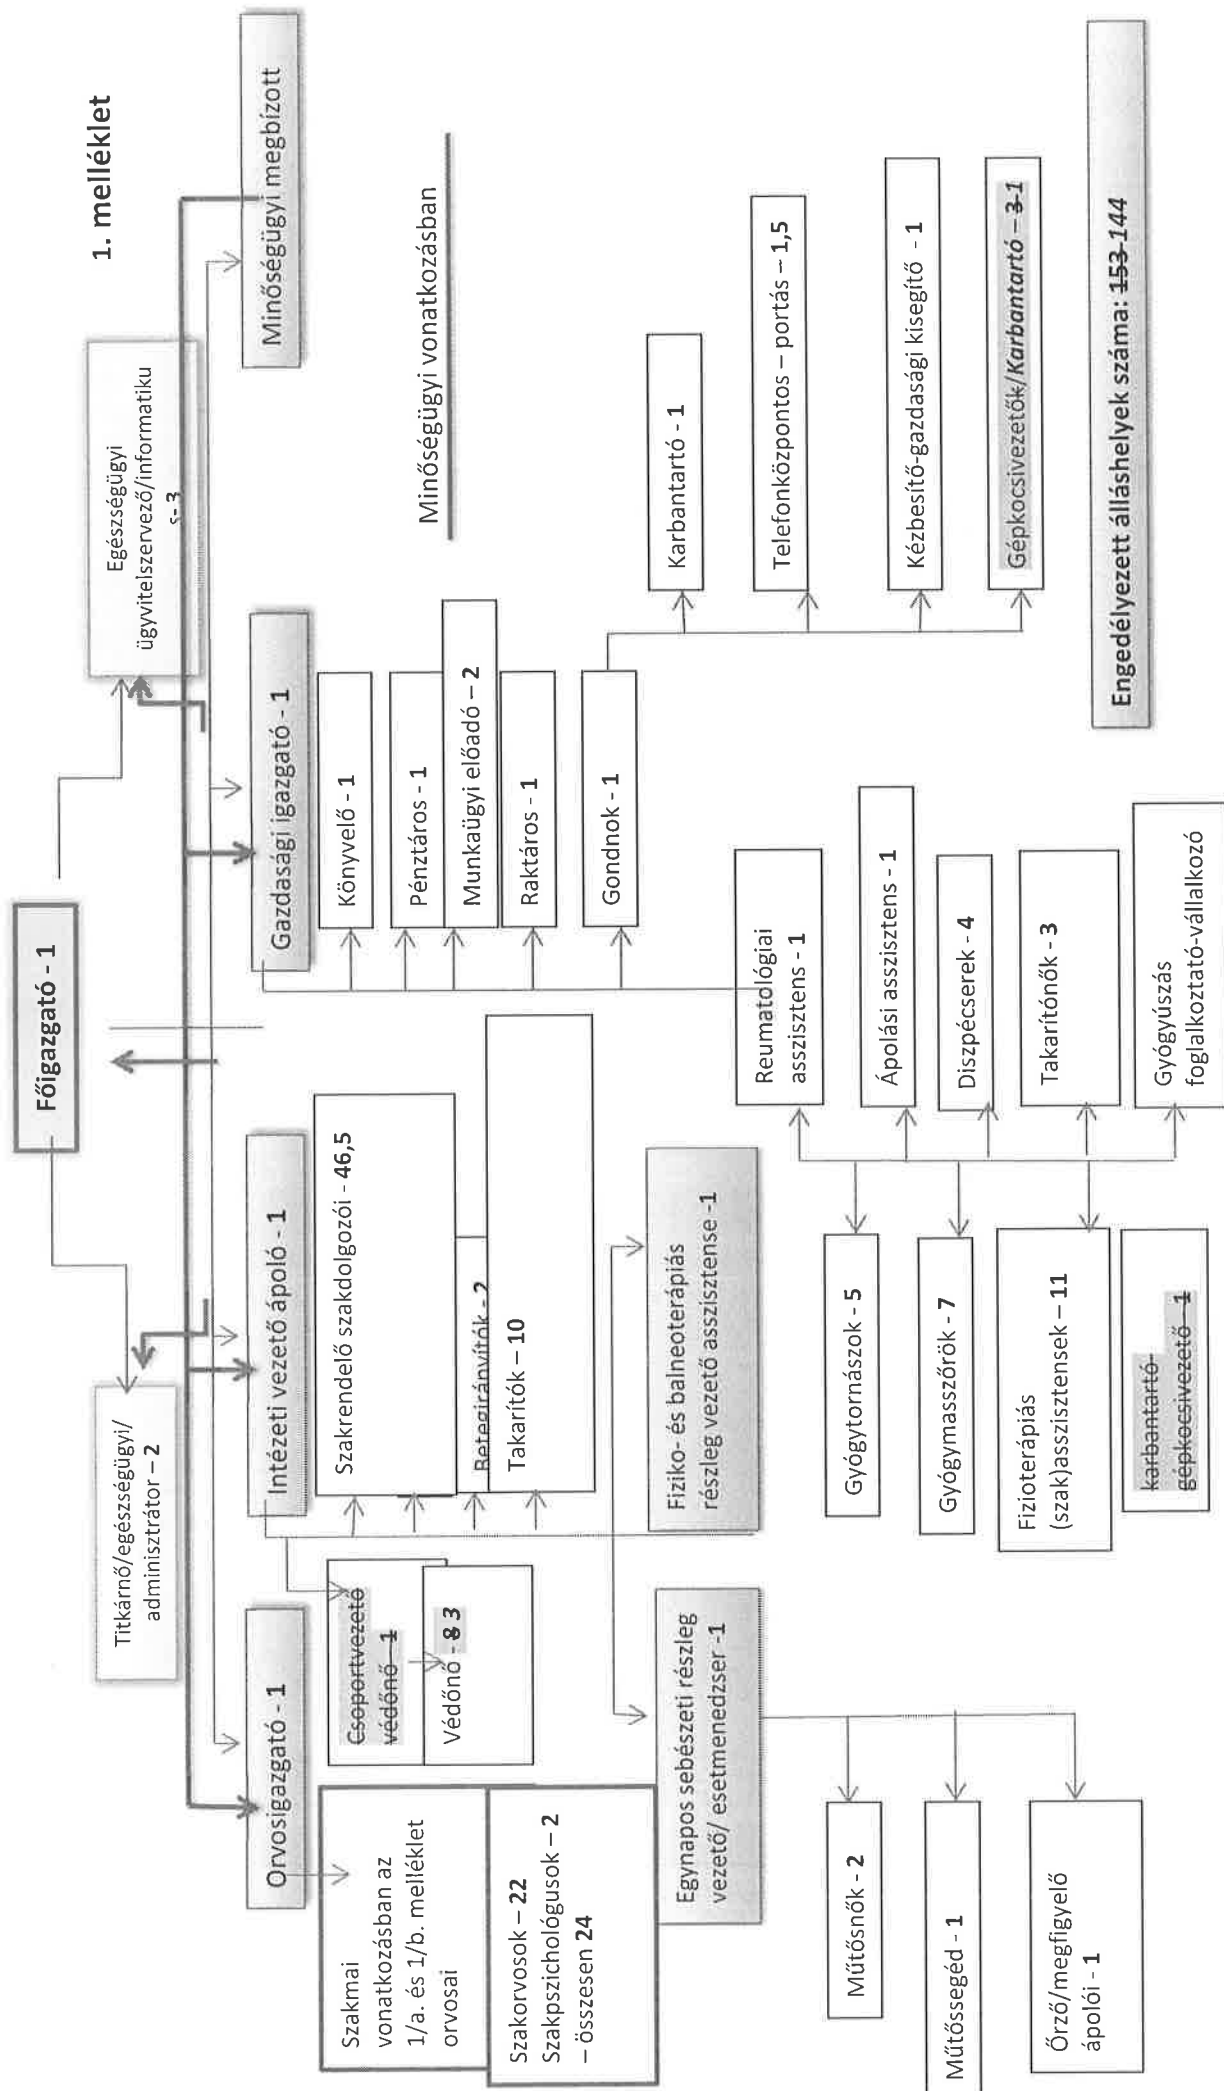 1. melléklet
Főigazgató - 1
Titkárnő/egészségügyi/
adminisztrátor – 2
Egészségügyi
ügyvitelszervező/informatiku
s- 3
Orvosigazgató - 1
Intézeti vezető ápoló - 1
Gazdasági igazgató - 1
Minőségügyi megbízott
Minőségügyi vonatkozásban
Szakmai
vonatkozásban az
1/a. és 1/b. melléklet
orvosai
Szakorvosok – 22
Szakpszichológusok – 2
– összesen 24
Csoportvezető
védőnő - 1
Védőnő - 8 3
Szakrendelő szakdolgozói - 46,5
Betegirányítók - 2
Takarítók – 10
Könyvelő - 1
Pénztáros - 1
Munkaügyi előadó – 2
Raktáros - 1
Gondnok - 1
Karbantartó - 1
Telefonközpontos – portás – 1,5
Kézbesítő-gazdasági kisegítő - 1
Gépkocsivezetők/Karbantartó – 3 1
Egynapos sebészeti részleg
vezető/ esetmenedzser -1
Fiziko- és balneoterápiás
részleg vezető asszisztense -1
Műtősnők - 2
Műtőssegéd - 1
Őrző/megfigyelő
ápolói - 1
Gyógytornászok - 5
Gyógymasszőrök - 7
Fizioterápiás
(szak)asszisztensek – 11
karbantartó-
gépkocsivezető – 1
Reumatológiai
asszisztens - 1
Ápolási asszisztens - 1
Diszpécserek - 4
Takarítónők - 3
Gyógyúszás
foglalkoztató-vállalkozó
Engedélyezett álláshelyek száma: 153 144